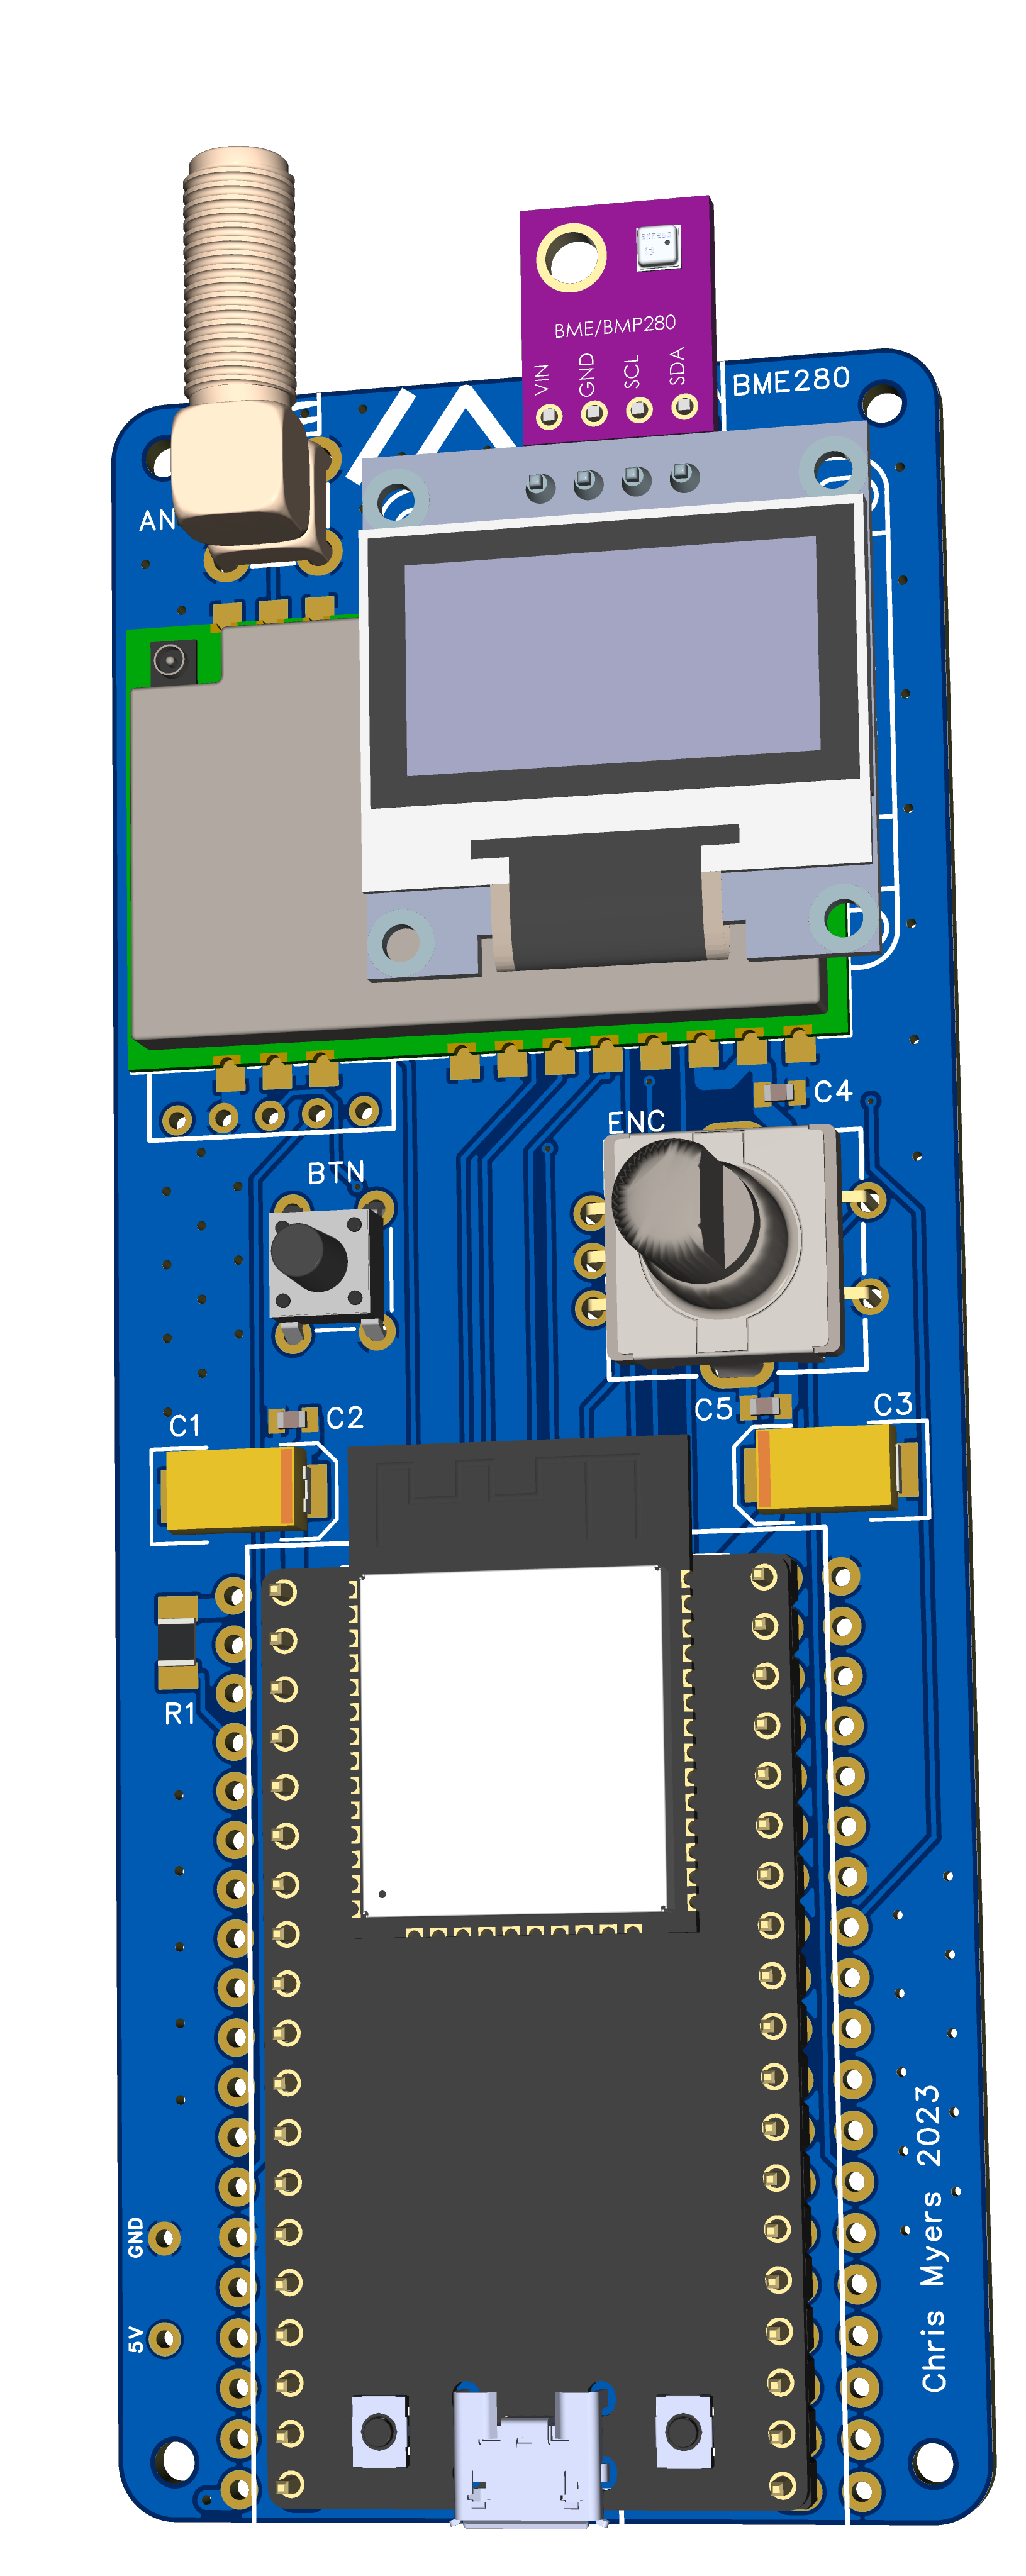 BME/BMP280
VIN
GND
SCL
SDA
BME280
AN
C4
ENC
BTN
C1
C2
C5
C3
R1
GND
5V
Chris Myers 2023